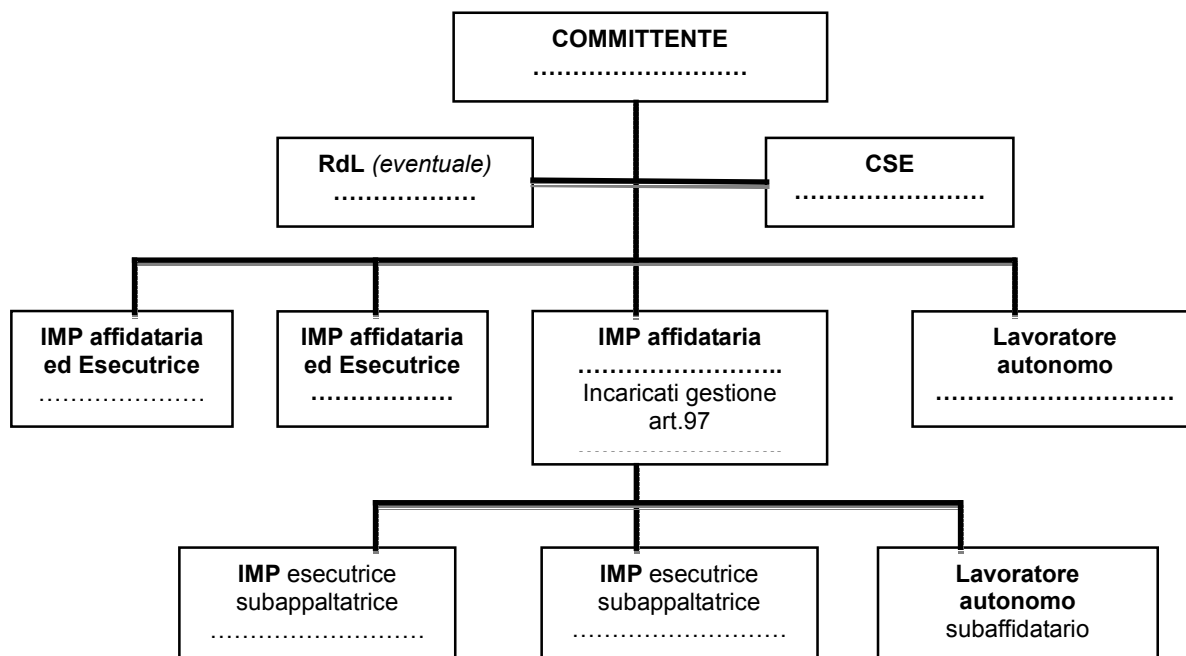 COMMITTENTE
………………………
RdL (eventuale)
………………
CSE
……………………
IMP affidataria
ed Esecutrice
…………………
IMP affidataria
ed Esecutrice
………………
IMP affidataria
……………………..
Incaricati gestione
art.97
……………………
Lavoratore
autonomo
…………………………
IMP esecutrice
subappaltatrice
………………………
IMP esecutrice
subappaltatrice
………………………
Lavoratore
autonomo
subaffidatario